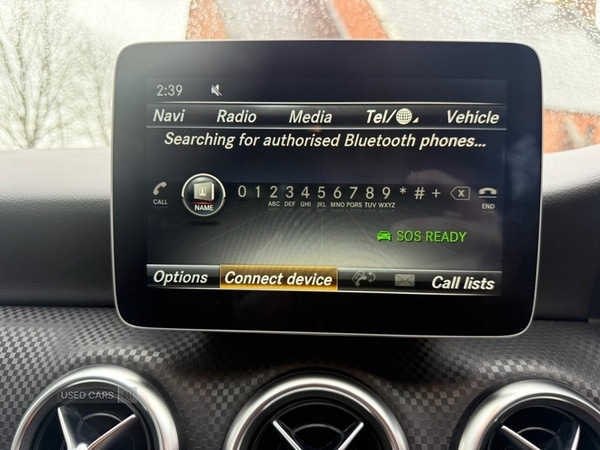 2:39
Navi Radio Media Tel/ Vehicle
Searching for authorised Bluetooth phones...
CALL NAME 0 1 2 3 4 5 6 7 8 9 * # + X END
ABC DEF GHI JKL MNO PQRS TUV WXYZ
SOS READY
Options Connect device Call lists
USED CARS